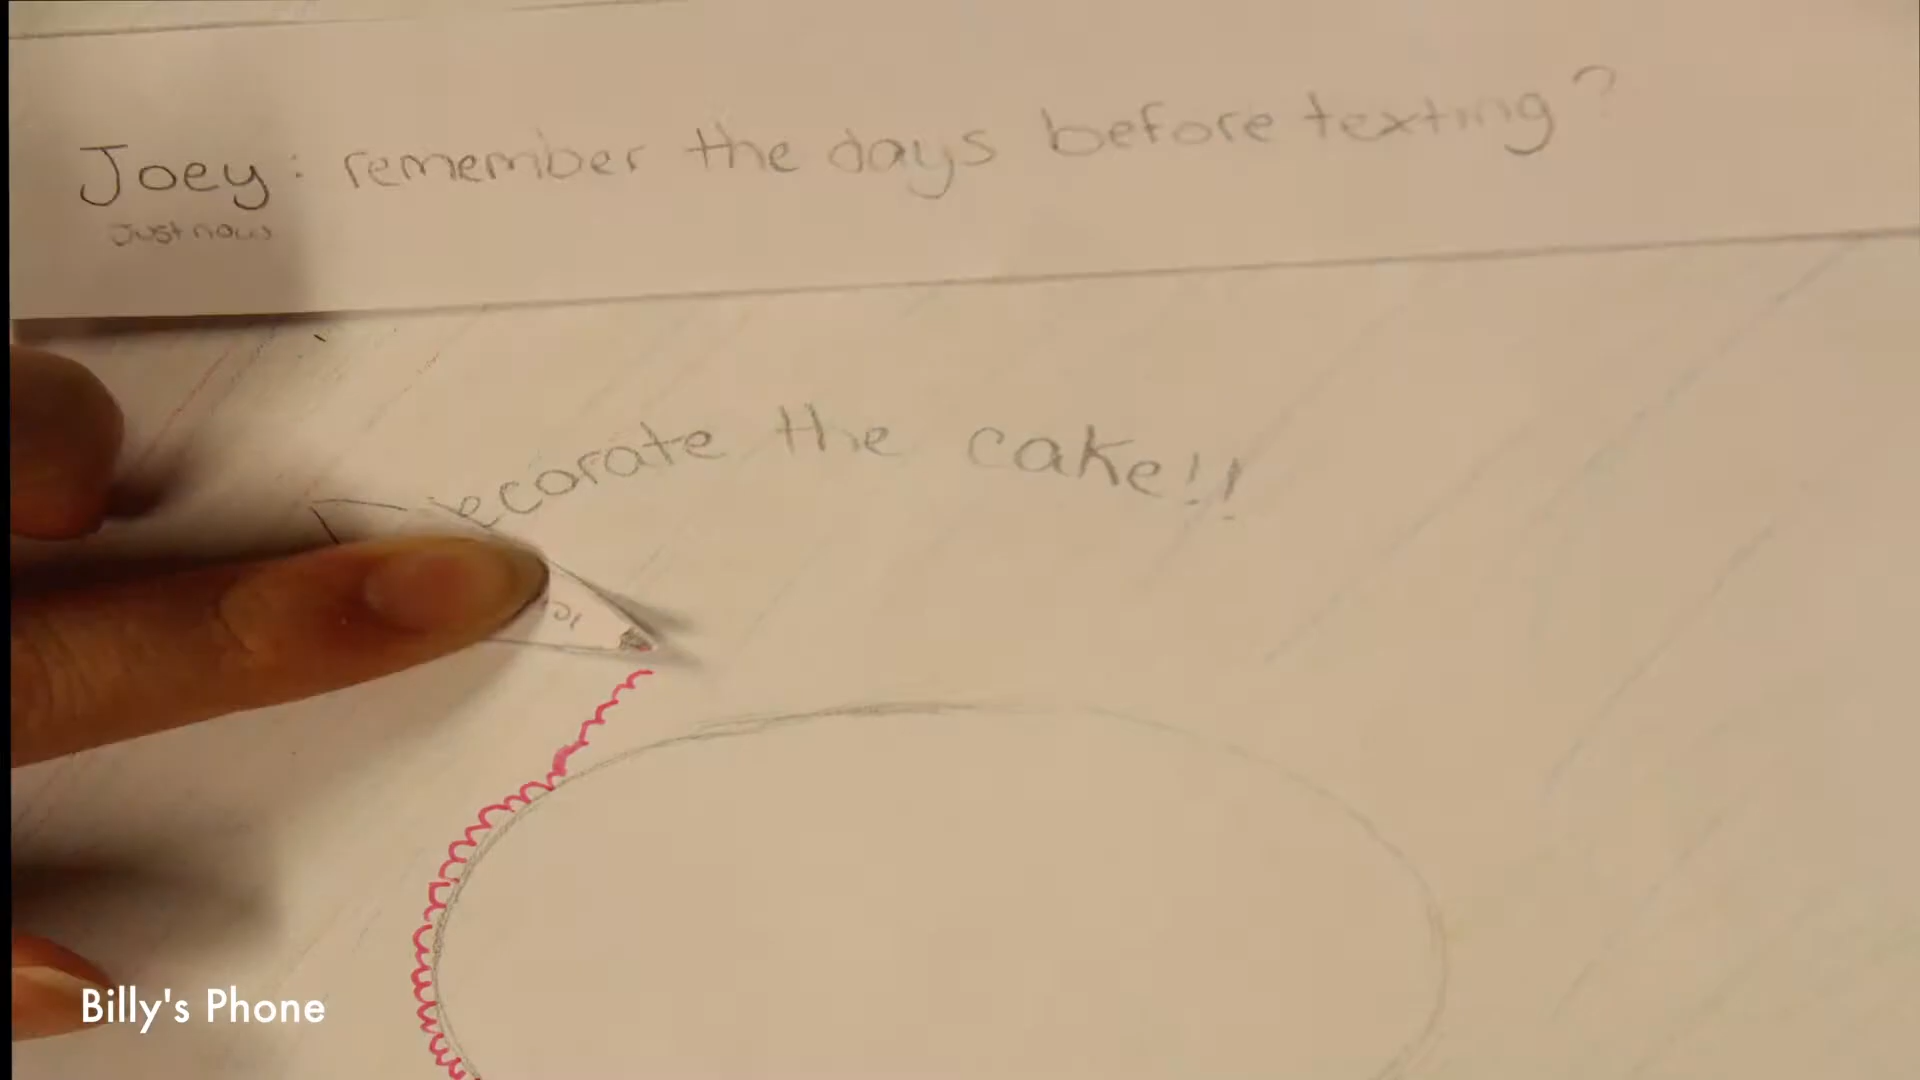 Joey: remember the days before texting?
Just now
ecorate the cake!!
Billy's Phone